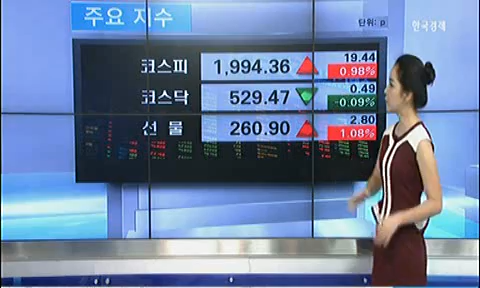 주요 지수
단위: p
한국경제
코스피 1,994.36 ▲ 19.44
0.98%
코스닥 529.47 ▼ 0.49
-0.09%
선 물 260.90 ▲ 2.80
1.08%